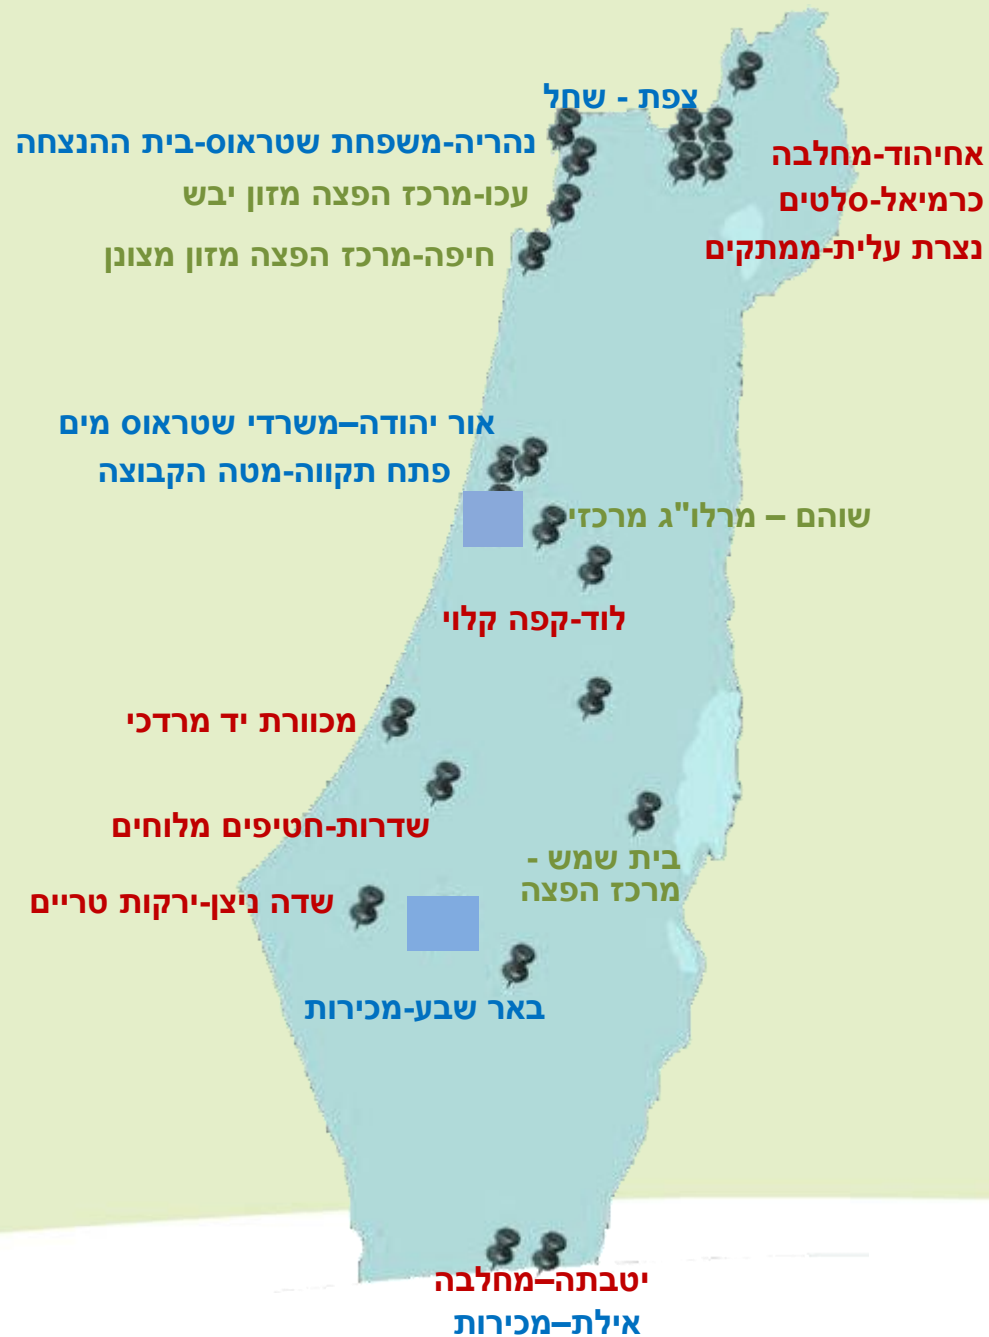 צפת - שחל
נהריה-משפחת שטראוס-בית ההנצחה
אחיהוד-מחלבה
עכו-מרכז הפצה מזון יבש
כרמיאל-סלטים
חיפה-מרכז הפצה מזון מצונן
נצרת עלית-ממתקים
אור יהודה–משרדי שטראוס מים
פתח תקווה-מטה הקבוצה
שוהם – מרלו"ג מרכזי
לוד-קפה קלוי
מכוורת יד מרדכי
שדרות-חטיפים מלוחים
בית שמש -
מרכז הפצה
שדה ניצן-ירקות טריים
באר שבע-מכירות
יטבתה–מחלבה
אילת–מכירות